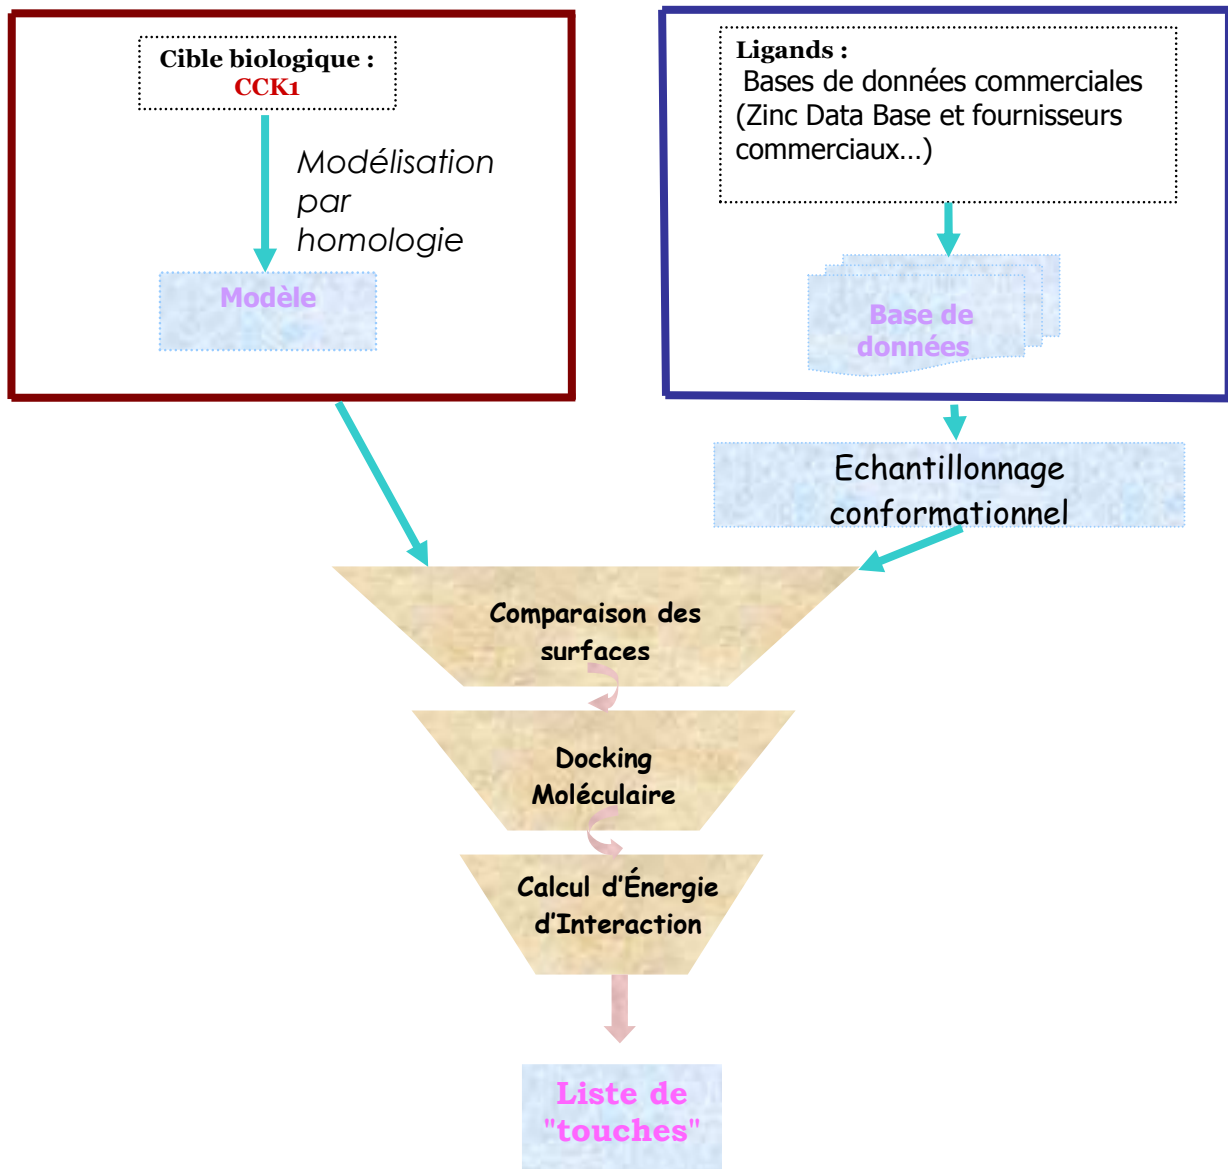 Cible biologique :
CCK1
Modélisation
par
homologie
Modèle
Ligands :
Bases de données commerciales
(Zinc Data Base et fournisseurs
commerciaux...)
Base de
données
Echantillonnage
conformationnel
Comparaison des
surfaces
Docking
Moléculaire
Calcul d'Énergie
d'Interaction
Liste de
"touches"